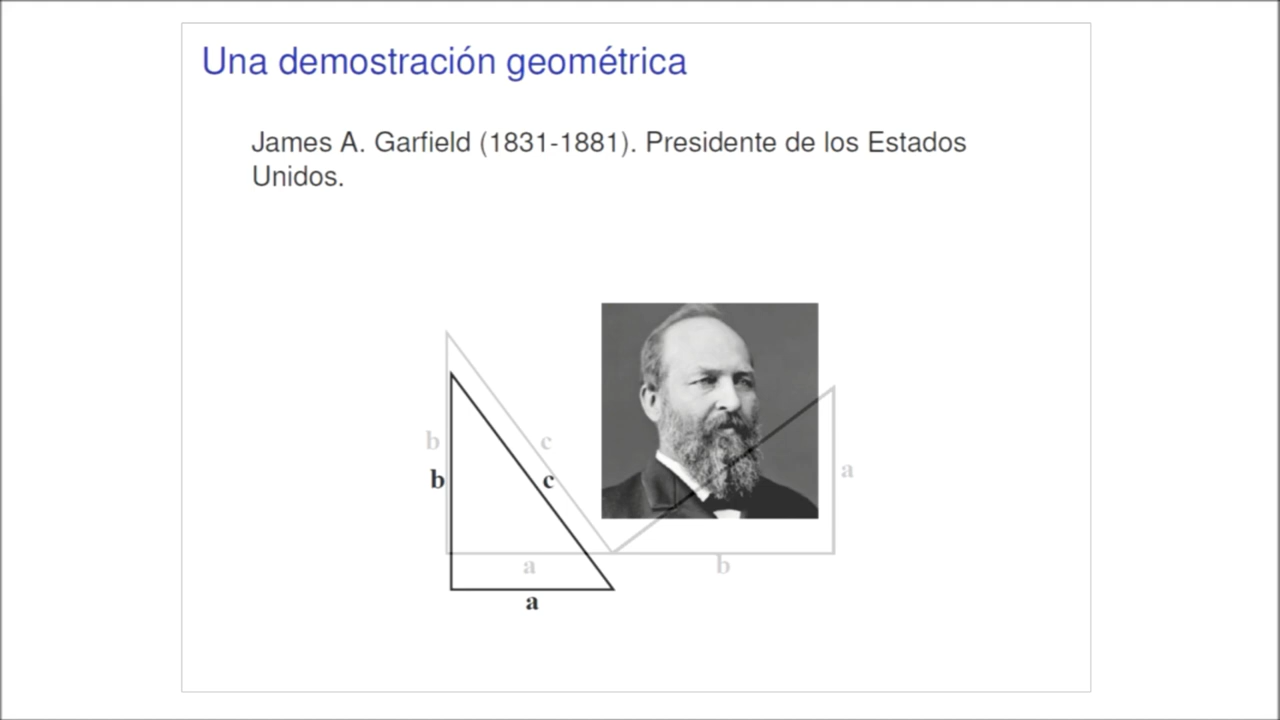 Una demostración geométrica
James A. Garfield (1831-1881). Presidente de los Estados
Unidos.
b
c
b
c
a
a
b
a